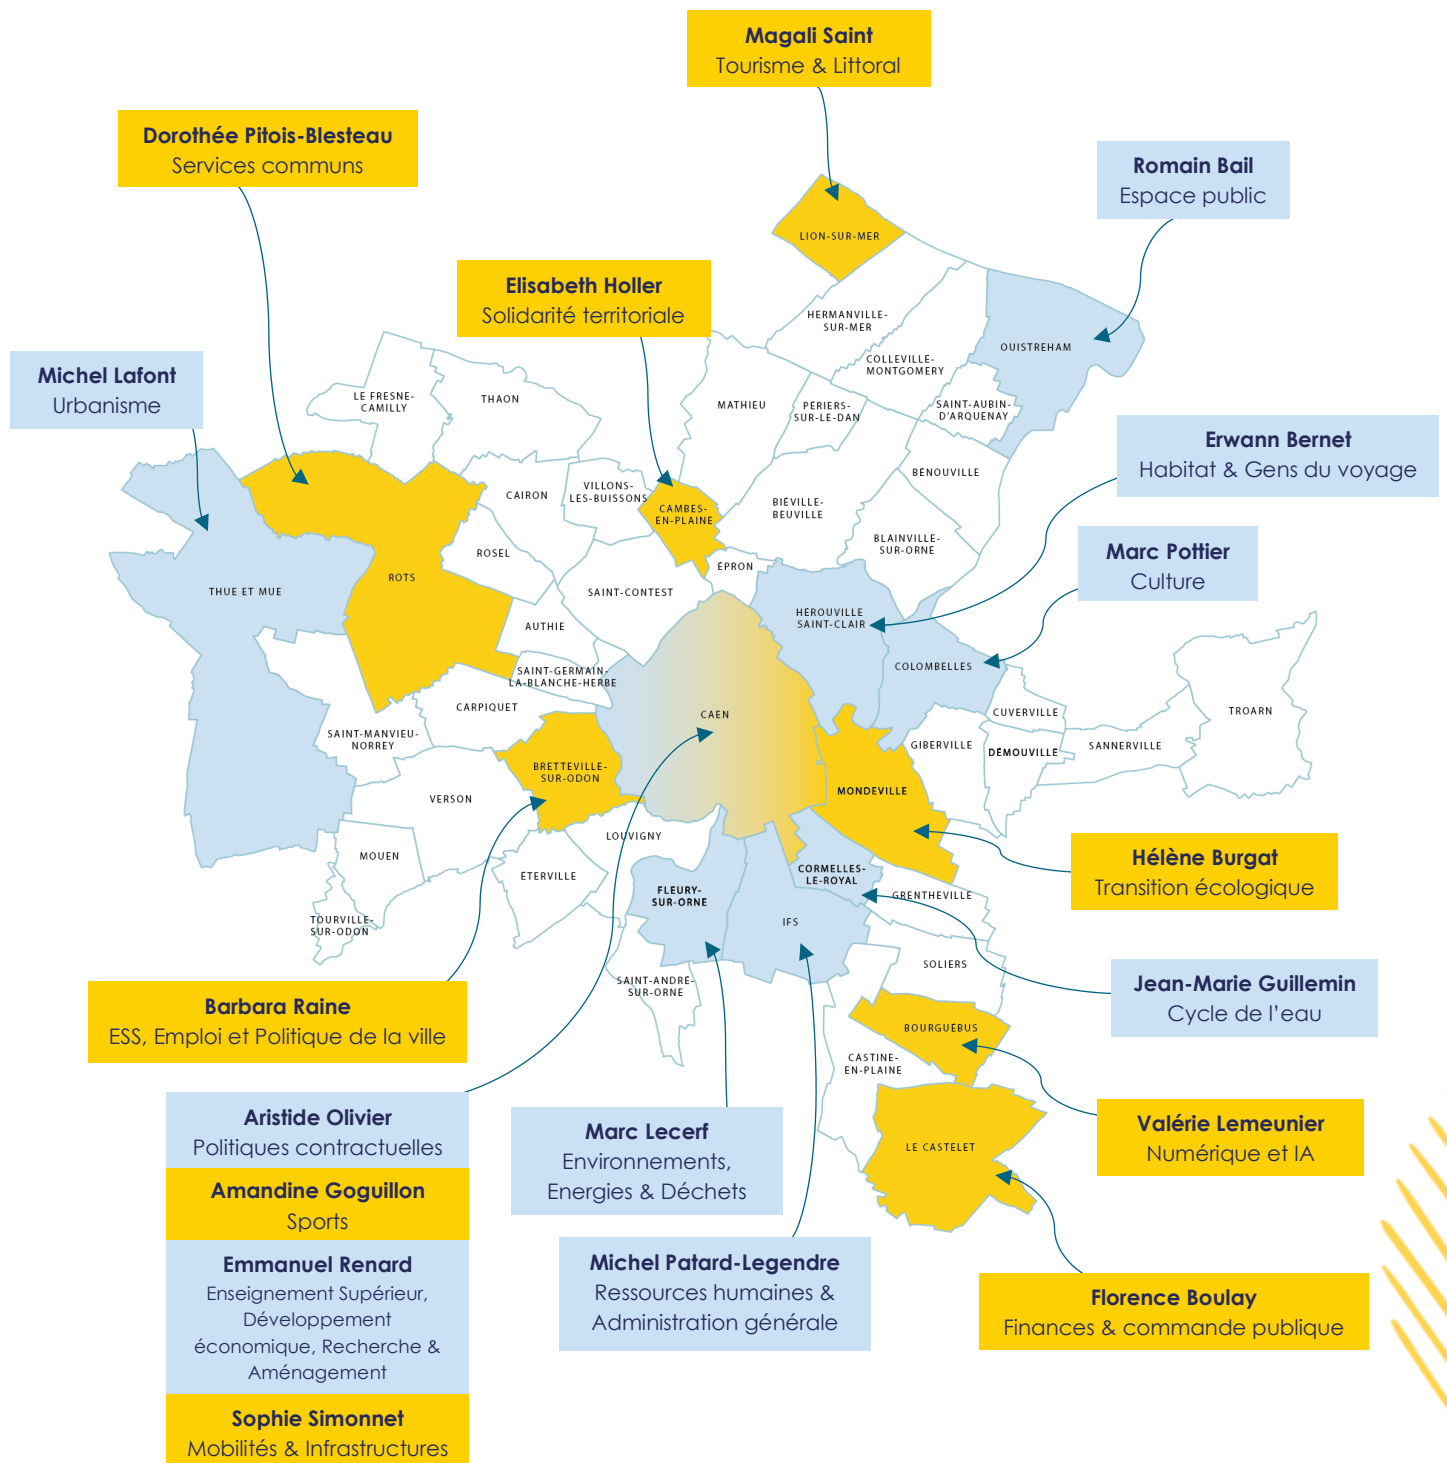 Magali Saint
Tourisme & Littoral
Dorothée Pitois-Blesteau
Services communs
Romain Bail
Espace public
Elisabeth Holler
Solidarité territoriale
Michel Lafont
Urbanisme
Erwann Bernet
Habitat & Gens du voyage
Marc Pottier
Culture
Hélène Burgat
Transition écologique
Jean-Marie Guillemin
Cycle de l'eau
Barbara Raine
ESS, Emploi et Politique de la ville
Valérie Lemeunier
Numérique et IA
Aristide Olivier
Politiques contractuelles
Amandine Goguillon
Sports
Emmanuel Renard
Enseignement Supérieur,
Développement
économique, Recherche &
Aménagement
Sophie Simonnet
Mobilités & Infrastructures
Marc Lecerf
Environnements,
Energies & Déchets
Michel Patard-Legendre
Ressources humaines &
Administration générale
Florence Boulay
Finances & commande publique
LION-SUR-MER
HERMANVILLE-
SUR-MER
COLLEVILLE-
MONTGOMERY
OUISTREHAM
SAINT-AUBIN-
D'ARQUENAY
LE FRESNE-
CAMILLY
THAON
MATHIEU
PÉRIERS-
SUR-LE-DAN
BÉNOUVILLE
CAIRON
VILLONS-
LES-BUISSONS
CAMBES-
EN-PLAINE
BIÉVILLE-
BEUVILLE
BLAINVILLE-
SUR-ORNE
ROSEL
ÉPRON
THUE ET MUE
ROTS
SAINT-CONTEST
HÉROUVILLE
SAINT-CLAIR
AUTHIE
COLOMBELLES
SAINT-GERMAIN-
LA-BLANCHE-HERBE
CARPIQUET
CAEN
CUVERVILLE
TROARN
SAINT-MANVIEU-
NORREY
GIBERVILLE
DÉMOUVILLE
SANNERVILLE
BRETTEVILLE-
SUR-ODON
MONDEVILLE
VERSON
LOUVIGNY
MOUEN
ÉTERVILLE
CORMELLES-
LE-ROYAL
FLEURY-
SUR-ORNE
GRENTHEVILLE
TOURVILLE-
SUR-ODON
IFS
SOLIERS
SAINT-ANDRÉ-
SUR-ORNE
BOURGUÉBUS
CASTINE-
EN-PLAINE
LE CASTELET